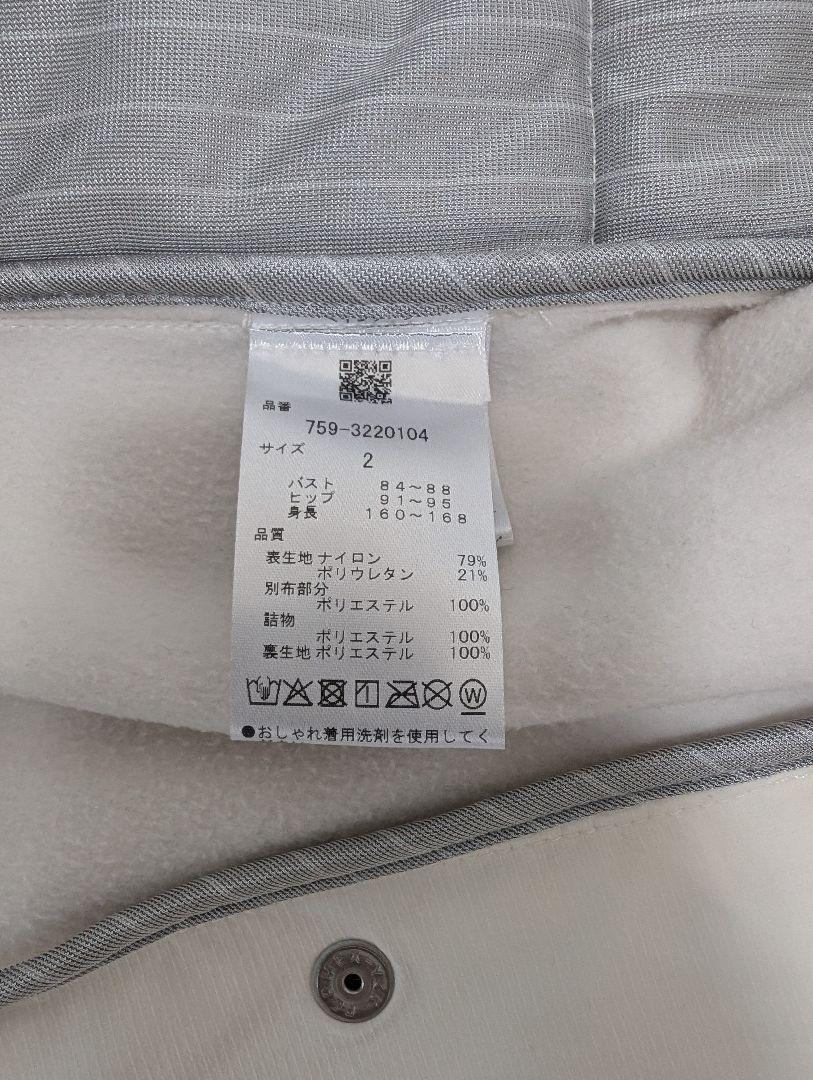 品番
759-3220104
サイズ
2
バスト 84～88
ヒップ 91～95
身長 160～168
品質
表生地 ナイロン 79%
ポリウレタン 21%
別布部分
ポリエステル 100%
詰物
ポリエステル 100%
裏生地 ポリエステル 100%
W
●おしゃれ着用洗剤を使用してく